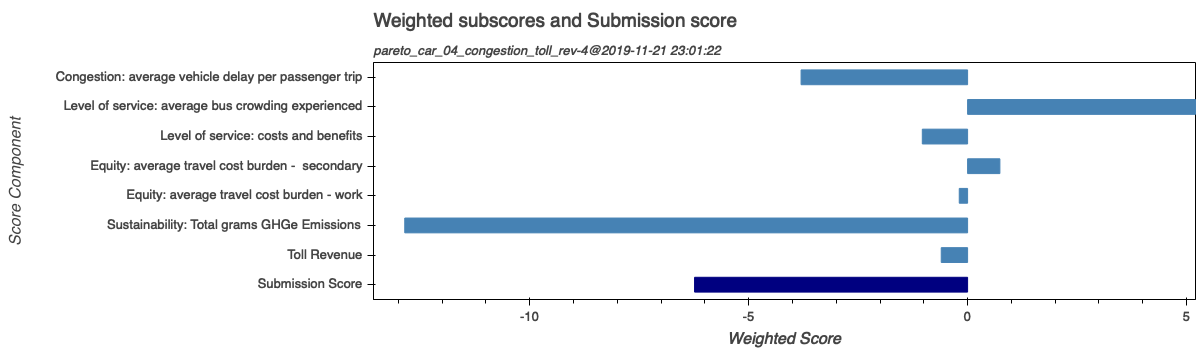 Weighted subscores and Submission score
pareto_car_04_congestion_toll_rev-4@2019-11-21 23:01:22
Score Component
Congestion: average vehicle delay per passenger trip
Level of service: average bus crowding experienced
Level of service: costs and benefits
Equity: average travel cost burden -  secondary
Equity: average travel cost burden - work
Sustainability: Total grams GHGe Emissions
Toll Revenue
Submission Score
-10 -5 0 5
Weighted Score